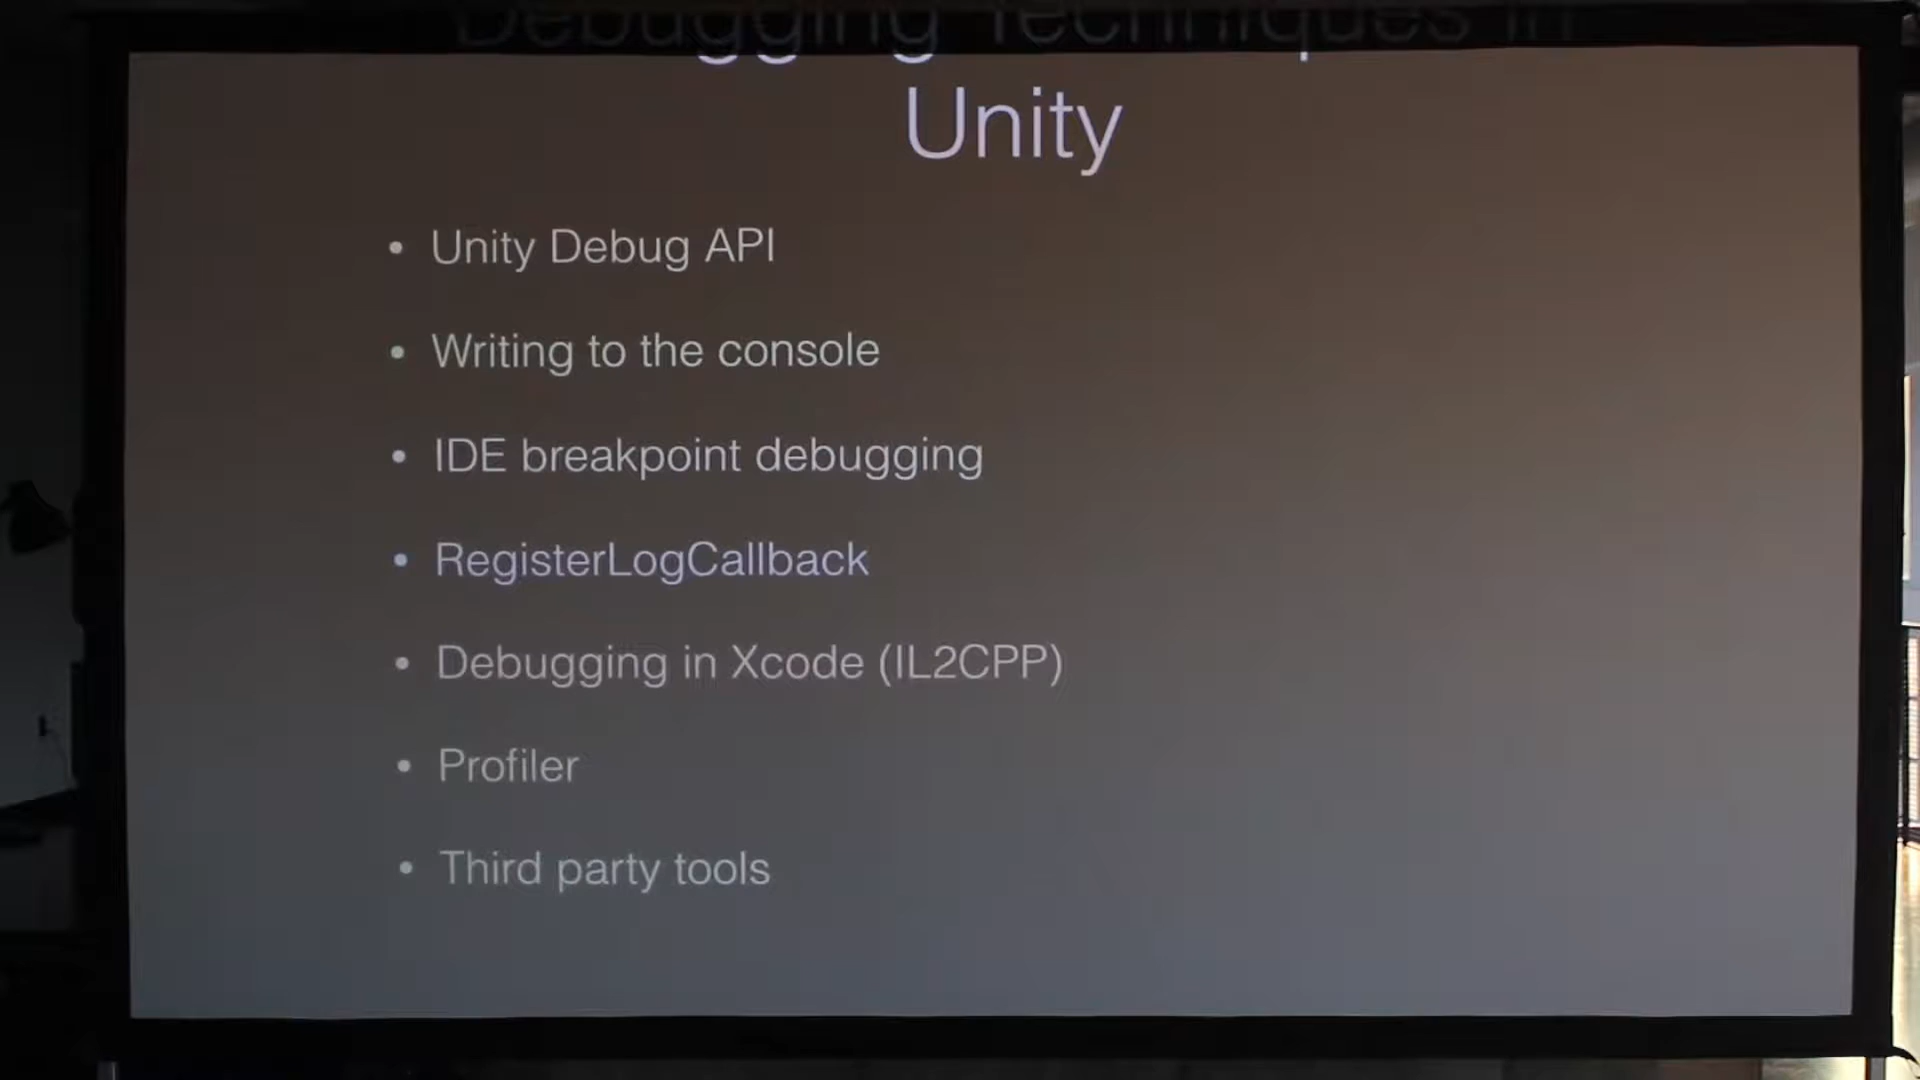 Debugging Techniques in
Unity
• Unity Debug API
• Writing to the console
• IDE breakpoint debugging
• RegisterLogCallback
• Debugging in Xcode (IL2CPP)
• Profiler
• Third party tools